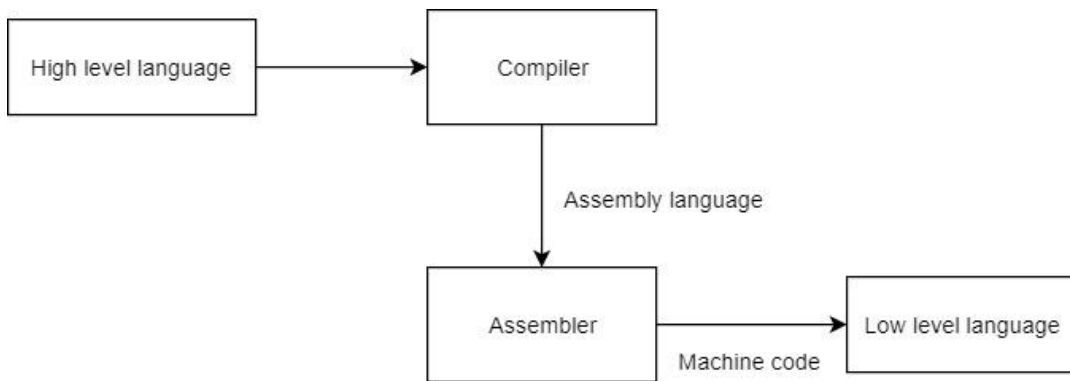 High level language
Compiler
Assembly language
Assembler
Machine code
Low level language